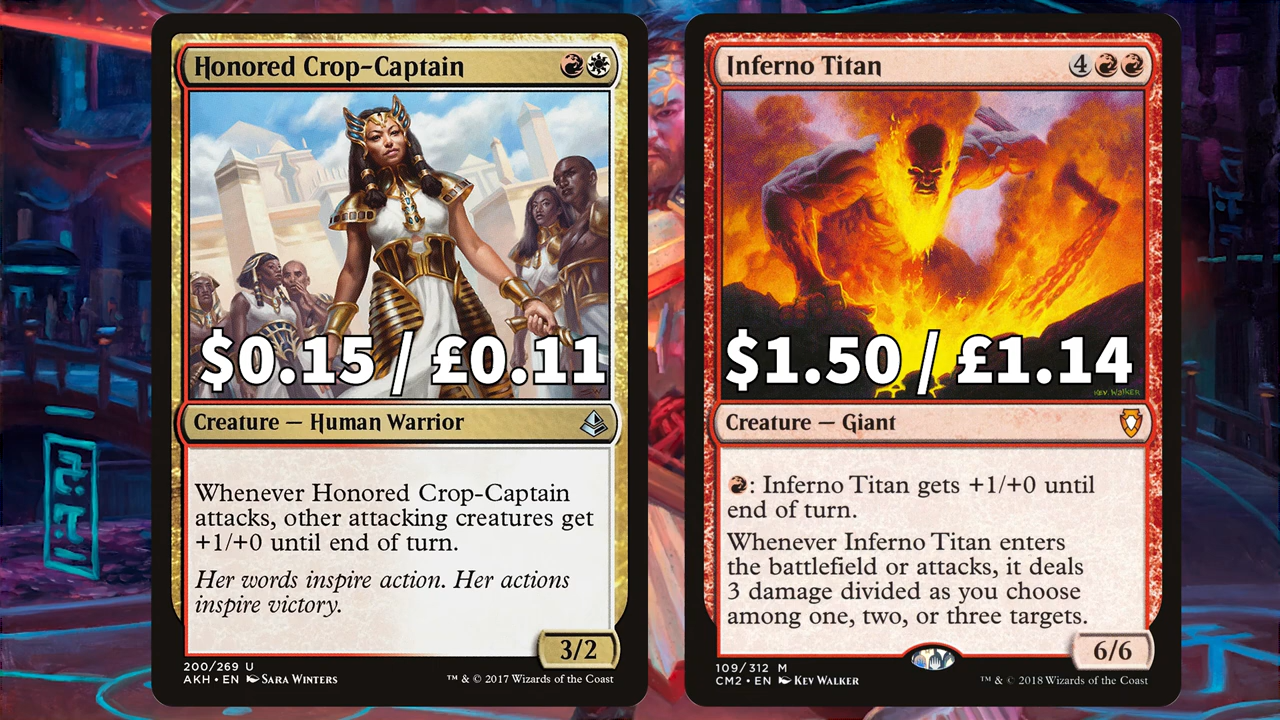 Honored Crop-Captain
$0.15 / £0.11
Creature — Human Warrior
Whenever Honored Crop-Captain
attacks, other attacking creatures get
+1/+0 until end of turn.
Her words inspire action. Her actions
inspire victory.
3/2
200/269 U
AKH • EN SARA WINTERS
™ & © 2017 Wizards of the Coast
Inferno Titan
4
KEV. WALKER
$1.50 / £1.14
Creature — Giant
: Inferno Titan gets +1/+0 until
end of turn.
Whenever Inferno Titan enters
the battlefield or attacks, it deals
3 damage divided as you choose
among one, two, or three targets.
6/6
109/312 M
CM2 • EN KEV WALKER
™ & © 2018 Wizards of the Coast